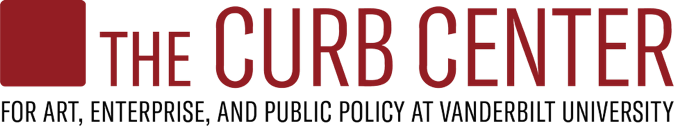 THE CURB CENTER
FOR ART, ENTERPRISE, AND PUBLIC POLICY AT VANDERBILT UNIVERSITY